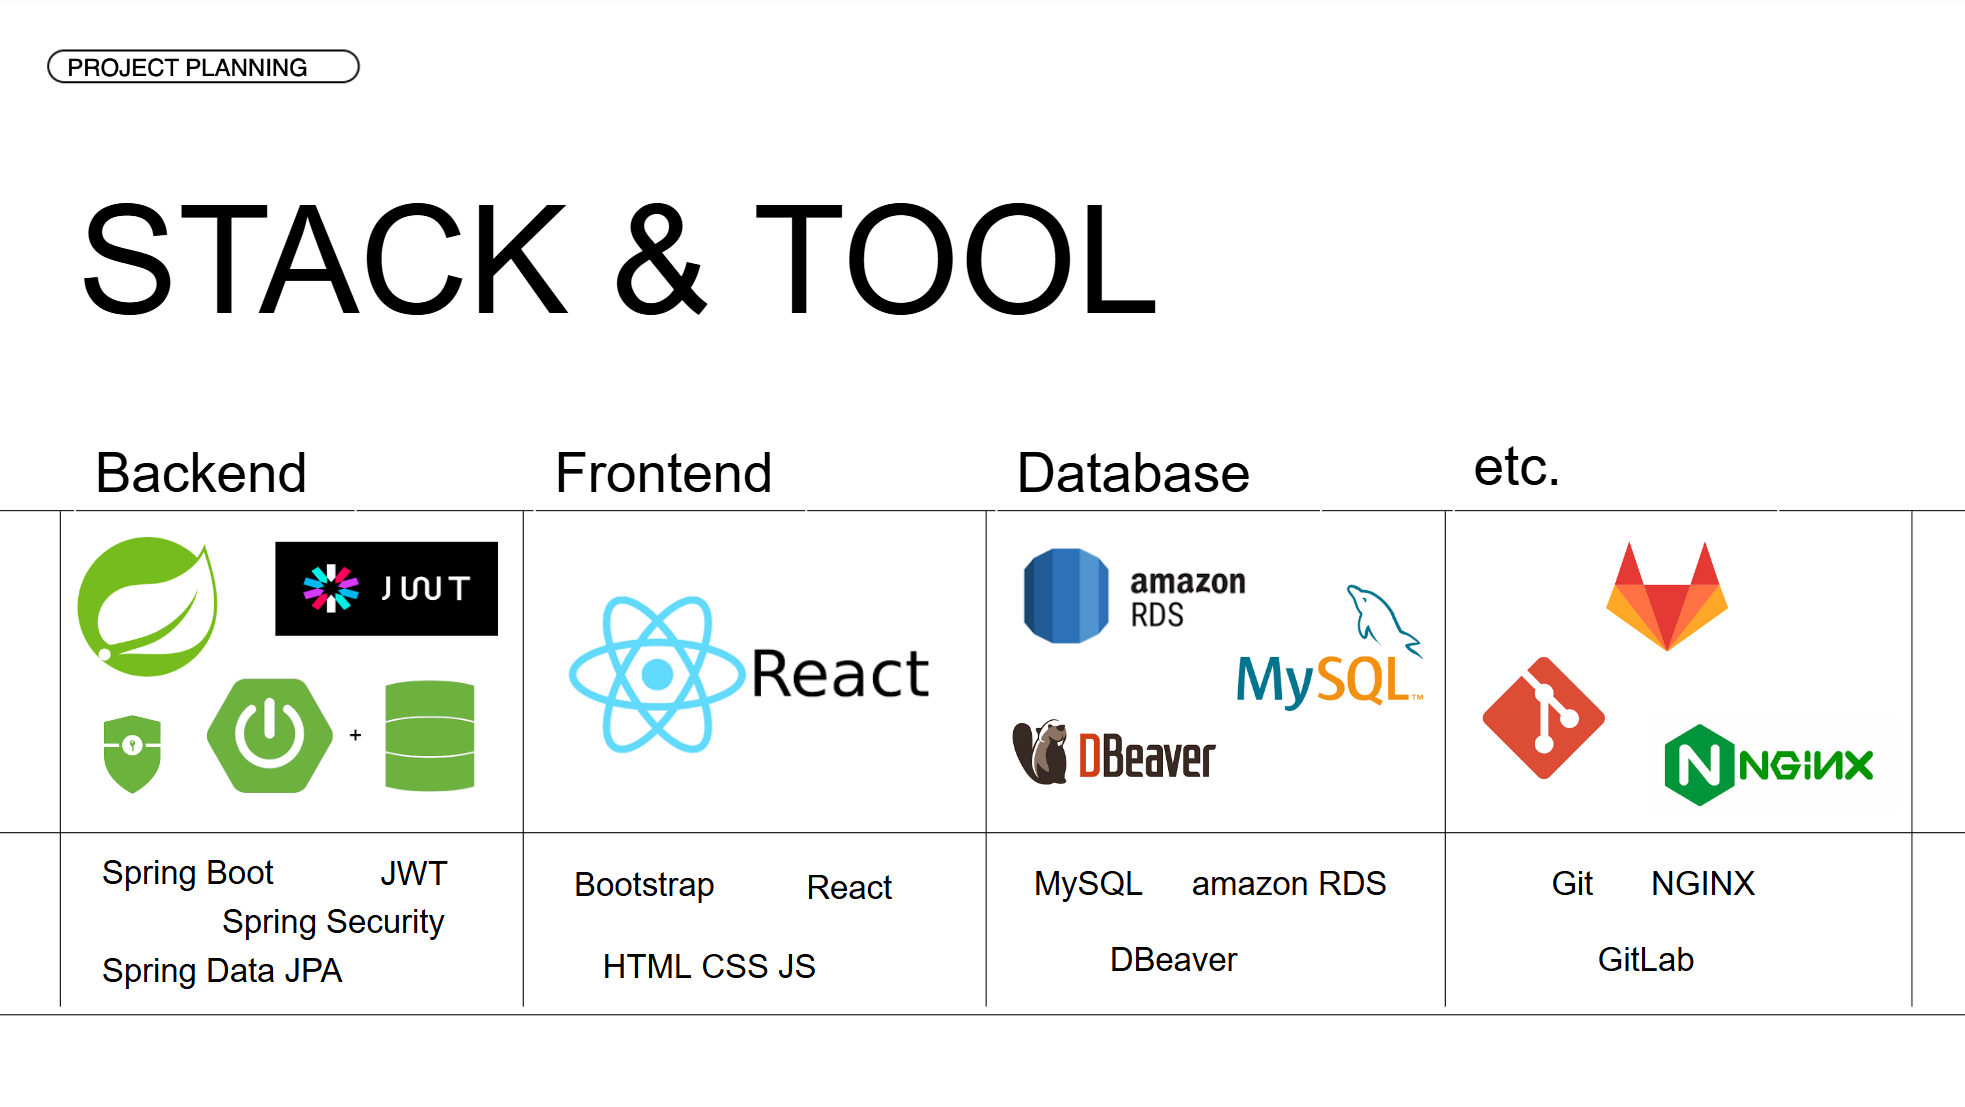 PROJECT PLANNING
STACK & TOOL
Backend
Frontend
Database
etc.
JWT
+
React
amazon
RDS
MySQL™
DBeaver
N NGINX
Spring Boot
JWT
Spring Security
Spring Data JPA
Bootstrap
React
HTML CSS JS
MySQL
amazon RDS
DBeaver
Git
NGINX
GitLab